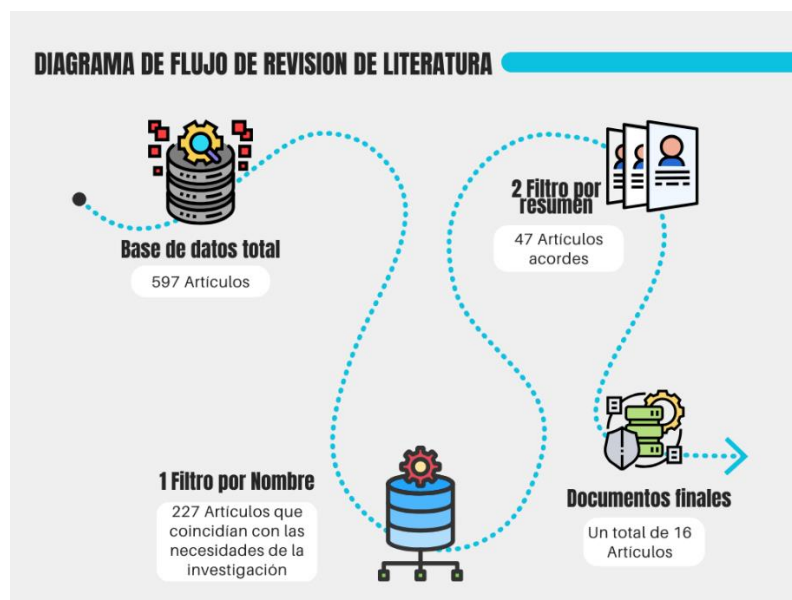 DIAGRAMA DE FLUJO DE REVISION DE LITERATURA
Base de datos total
597 Artículos
1 Filtro por Nombre
227 Artículos que
coincidían con las
necesidades de la
investigación
2 Filtro por
resumen
47 Artículos
acordes
Documentos finales
Un total de 16
Artículos